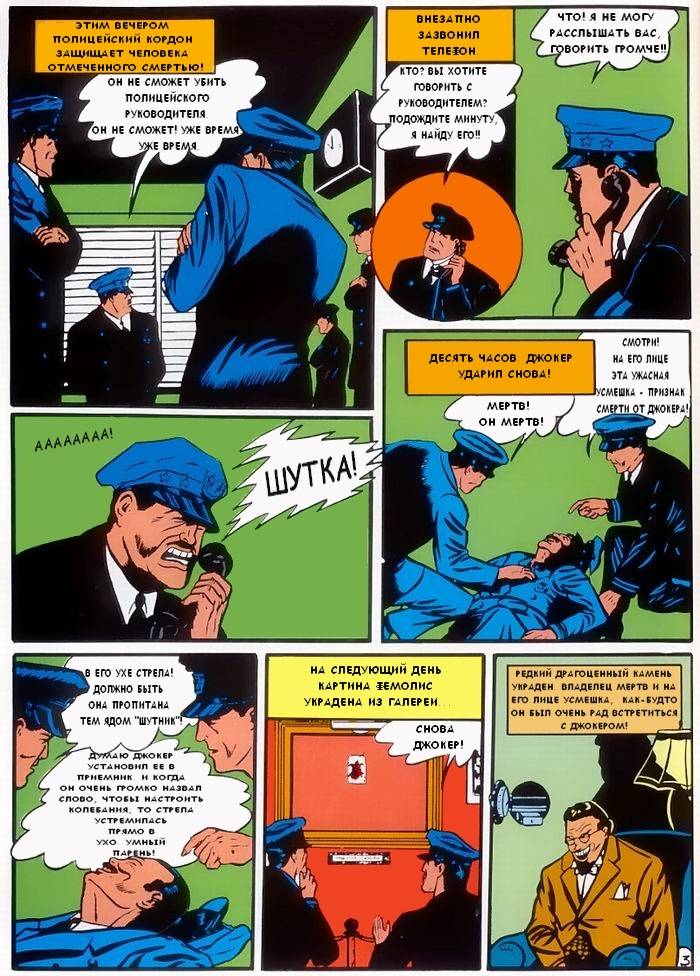 ЭТИМ ВЕЧЕРОМ
ПОЛИЦЕЙСКИЙ КОРДОН
ЗАЩИЩАЕТ ЧЕЛОВЕКА
ОТМЕЧЕННОГО СМЕРТЬЮ!
ОН НЕ СМОЖЕТ УБИТЬ
ПОЛИЦЕЙСКОГО
РУКОВОДИТЕЛЯ.
ОН НЕ СМОЖЕТ! УЖЕ ВРЕМЯ
УЖЕ ВРЕМЯ.
ВНЕЗАПНО
ЗАЗВОНИЛ
ТЕЛЕФОН.
КТО? ВЫ ХОТИТЕ
ГОВОРИТЬ С
РУКОВОДИТЕЛЕМ?
ПОДОЖДИТЕ МИНУТУ,
Я НАЙДУ ЕГО!!
ЧТО! Я НЕ МОГУ
РАССЛЫШАТЬ ВАС,
ГОВОРИТЬ ГРОМЧЕ!!
АААААААА!
ШУТКА!
ДЕСЯТЬ ЧАСОВ. ДЖОКЕР
УДАРИЛ СНОВА!
МЕРТВ!
ОН МЕРТВ!
СМОТРИ!
НА ЕГО ЛИЦЕ
ЭТА УЖАСНАЯ
УСМЕШКА - ПРИЗНАК
СМЕРТИ ОТ ДЖОКЕРА!
В ЕГО УХЕ СТРЕЛА!
ДОЛЖНО БЫТЬ
ОНА ПРОПИТАНА
ТЕМ ЯДОМ "ШУТНИК"!
ДУМАЮ ДЖОКЕР
УСТАНОВИЛ ЕЕ В
ПРИЕМНИК. И КОГДА
ОН ОЧЕНЬ ГРОМКО НАЗВАЛ
СЛОВО, ЧТОБЫ НАСТРОИТЬ
КОЛЕБАНИЯ, ТО СТРЕЛА
УСТРЕМИЛАСЬ
ПРЯМО В
УХО. УМНЫЙ
ПАРЕНЬ!
НА СЛЕДУЮЩИЙ ДЕНЬ
КАРТИНА ФЕМОПИС
УКРАДЕНА ИЗ ГАЛЕРЕИ...
СНОВА
ДЖОКЕР!
РЕДКИЙ ДРАГОЦЕННЫЙ КАМЕНЬ
УКРАДЕН. ВЛАДЕЛЕЦ МЕРТВ И НА
ЕГО ЛИЦЕ УСМЕШКА, КАК-БУДТО
ОН БЫЛ ОЧЕНЬ РАД ВСТРЕТИТЬСЯ
С ДЖОКЕРОМ!
3